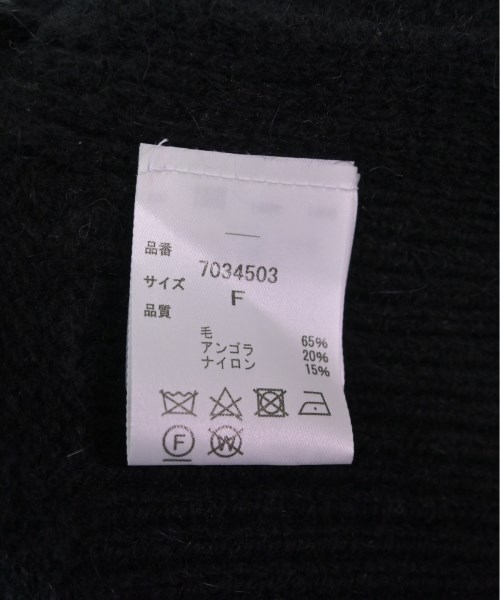 品番 7034503
サイズ F
品質
毛 65%
アンゴラ 20%
ナイロン 15%
F W